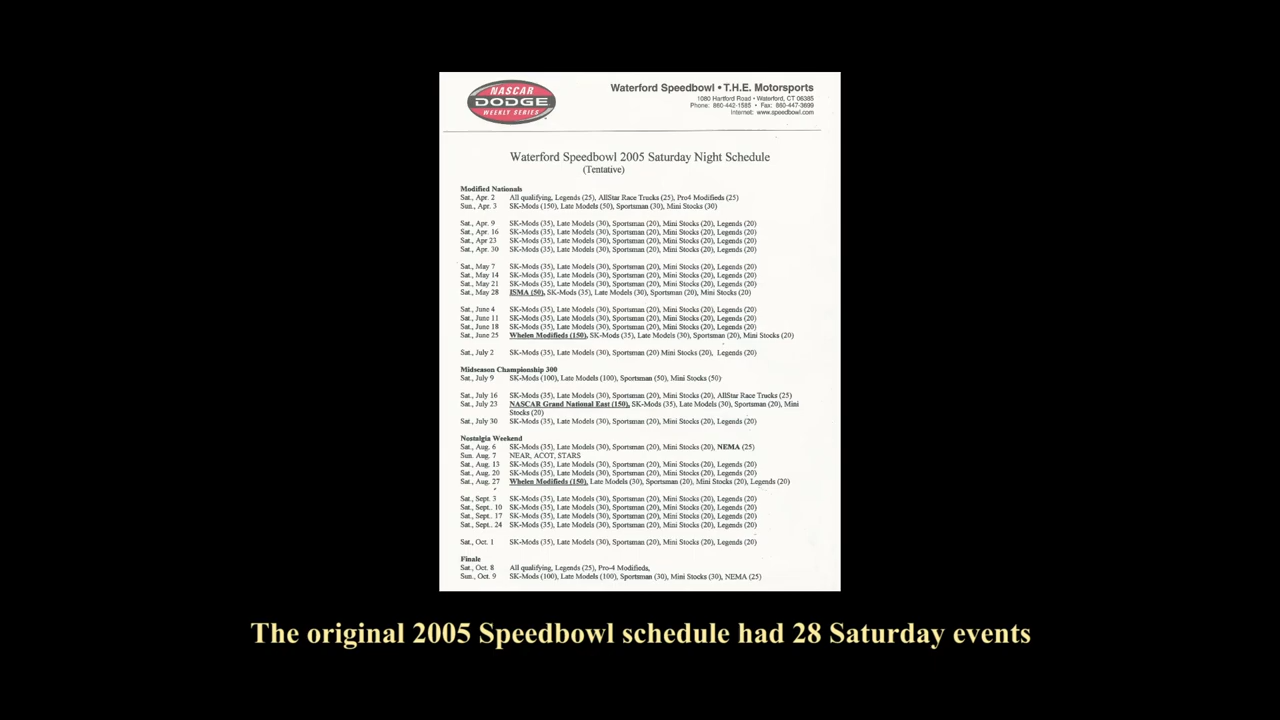 NASCAR
DODGE
WEEKLY SERIES
Waterford Speedbowl • T.H.E. Motorsports
1080 Hartford Road • Waterford, CT 06385
Phone: 860-442-1585 • Fax: 860-447-3699
Internet: www.speedbowl.com
Waterford Speedbowl 2005 Saturday Night Schedule
(Tentative)
Modified Nationals
Sat., Apr. 2 All qualifying, Legends (25), AllStar Race Trucks (25), Pro4 Modifieds (25)
Sun., Apr. 3 SK-Mods (150), Late Models (50), Sportsman (30), Mini Stocks (30)
Sat., Apr. 9 SK-Mods (35), Late Models (30), Sportsman (20), Mini Stocks (20), Legends (20)
Sat., Apr. 16 SK-Mods (35), Late Models (30), Sportsman (20), Mini Stocks (20), Legends (20)
Sat., Apr 23 SK-Mods (35), Late Models (30), Sportsman (20), Mini Stocks (20), Legends (20)
Sat., Apr. 30 SK-Mods (35), Late Models (30), Sportsman (20), Mini Stocks (20), Legends (20)
Sat., May 7 SK-Mods (35), Late Models (30), Sportsman (20), Mini Stocks (20), Legends (20)
Sat., May 14 SK-Mods (35), Late Models (30), Sportsman (20), Mini Stocks (20), Legends (20)
Sat., May 21 SK-Mods (35), Late Models (30), Sportsman (20), Mini Stocks (20), Legends (20)
Sat., May 28 ISMA (50), SK-Mods (35), Late Models (30), Sportsman (20), Mini Stocks (20)
Sat., June 4 SK-Mods (35), Late Models (30), Sportsman (20), Mini Stocks (20), Legends (20)
Sat., June 11 SK-Mods (35), Late Models (30), Sportsman (20), Mini Stocks (20), Legends (20)
Sat., June 18 SK-Mods (35), Late Models (30), Sportsman (20), Mini Stocks (20), Legends (20)
Sat., June 25 Whelen Modifieds (150), SK-Mods (35), Late Models (30), Sportsman (20), Mini Stocks (20)
Sat., July 2 SK-Mods (35), Late Models (30), Sportsman (20) Mini Stocks (20), Legends (20)
Midseason Championship 300
Sat., July 9 SK-Mods (100), Late Models (100), Sportsman (50), Mini Stocks (50)
Sat., July 16 SK-Mods (35), Late Models (30), Sportsman (20), Mini Stocks (20), AllStar Race Trucks (25)
Sat., July 23 NASCAR Grand National East (150), SK-Mods (35), Late Models (30), Sportsman (20), Mini
Stocks (20)
Sat., July 30 SK-Mods (35), Late Models (30), Sportsman (20), Mini Stocks (20), Legends (20)
Nostalgia Weekend
Sat., Aug. 6 SK-Mods (35), Late Models (30), Sportsman (20), Mini Stocks (20), NEMA (25)
Sun. Aug. 7 NEAR, ACOT, STARS
Sat., Aug. 13 SK-Mods (35), Late Models (30), Sportsman (20), Mini Stocks (20), Legends (20)
Sat., Aug. 20 SK-Mods (35), Late Models (30), Sportsman (20), Mini Stocks (20), Legends (20)
Sat., Aug. 27 Whelen Modifieds (150), Late Models (30), Sportsman (20), Mini Stocks (20), Legends (20)
Sat., Sept. 3 SK-Mods (35), Late Models (30), Sportsman (20), Mini Stocks (20), Legends (20)
Sat., Sept.. 10 SK-Mods (35), Late Models (30), Sportsman (20), Mini Stocks (20), Legends (20)
Sat., Sept.. 17 SK-Mods (35), Late Models (30), Sportsman (20), Mini Stocks (20), Legends (20)
Sat., Sept.. 24 SK-Mods (35), Late Models (30), Sportsman (20), Mini Stocks (20), Legends (20)
Sat., Oct. 1 SK-Mods (35), Late Models (30), Sportsman (20), Mini Stocks (20), Legends (20)
Finale
Sat., Oct. 8 All qualifying, Legends (25), Pro-4 Modifieds,
Sun., Oct. 9 SK-Mods (100), Late Models (100), Sportsman (30), Mini Stocks (30), NEMA (25)
The original 2005 Speedbowl schedule had 28 Saturday events